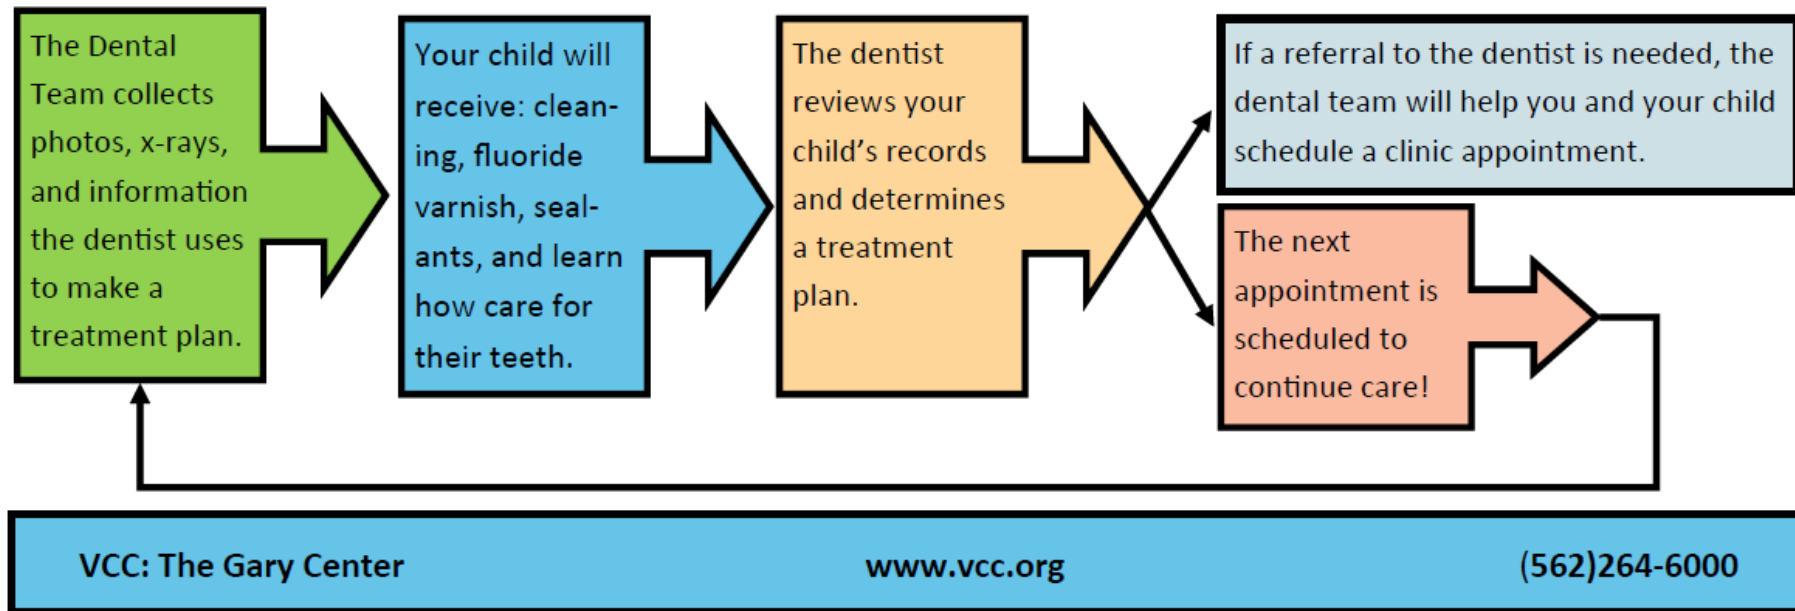 The Dental
Team collects
photos, x-rays,
and information
the dentist uses
to make a
treatment plan.
Your child will
receive: clean-
ing, fluoride
varnish, seal-
ants, and learn
how care for
their teeth.
The dentist
reviews your
child’s records
and determines
a treatment
plan.
If a referral to the dentist is needed, the
dental team will help you and your child
schedule a clinic appointment.
The next
appointment is
scheduled to
continue care!
VCC: The Gary Center www.vcc.org (562)264-6000